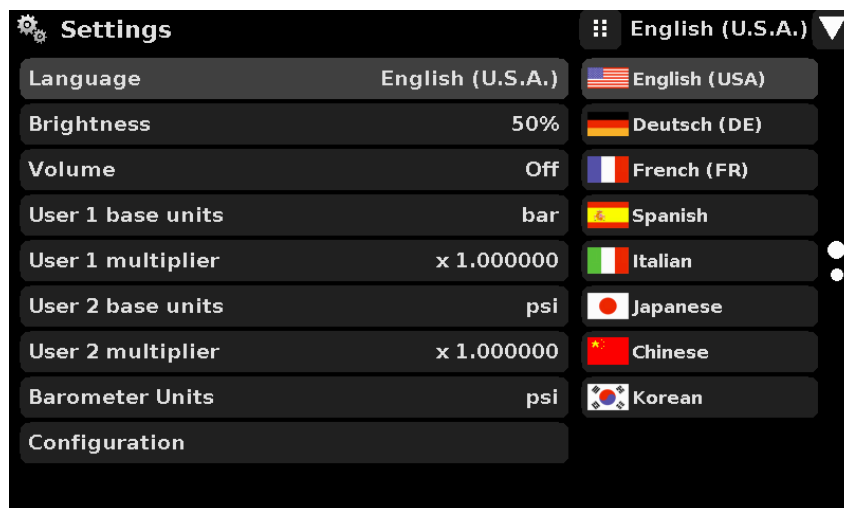 Settings
English (U.S.A.)
Language English (U.S.A.)
Brightness 50%
Volume Off
User 1 base units bar
User 1 multiplier x 1.000000
User 2 base units psi
User 2 multiplier x 1.000000
Barometer Units psi
Configuration
English (USA)
Deutsch (DE)
French (FR)
Spanish
Italian
Japanese
Chinese
Korean